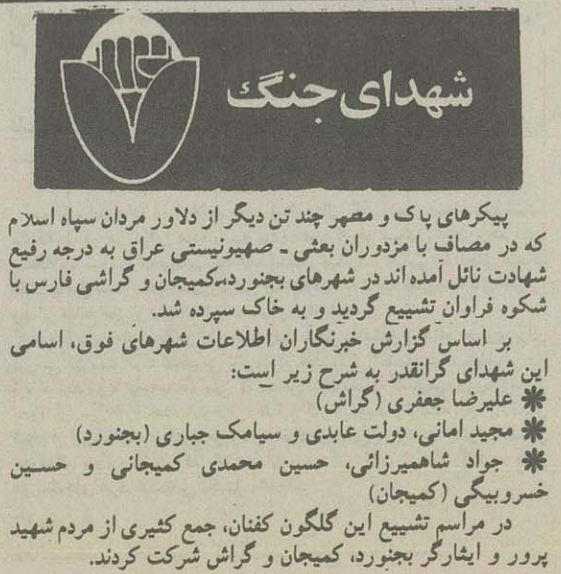 شهدای جنگ
پیکرهای پاک و مطهر چند تن دیگر از دلاور مردان سپاه اسلام
که در مصاف با مزدوران بعثی ـ صهیونیستی عراق به درجه رفیع
شهادت نائل آمده اند در شهرهای بجنورد،کمیجان و گراشی فارس با
شکوه فراوان تشییع گردید و به خاک سپرده شد.
بر اساس گزارش خبرنگاران اطلاعات شهرهای فوق، اسامی
این شهدای گرانقدر به شرح زیر است:
✱ علیرضا جعفری (گراش)
✱ مجید امانی، دولت عابدی و سیامک جباری (بجنورد)
✱ جواد شاهمیرزائی، حسین محمدی کمیجانی و حسین
خسروبیگی (کمیجان)
در مراسم تشییع این گلگون کفنان، جمع کثیری از مردم شهید
پرور و ایثارگر بجنورد، کمیجان و گراش شرکت کردند.